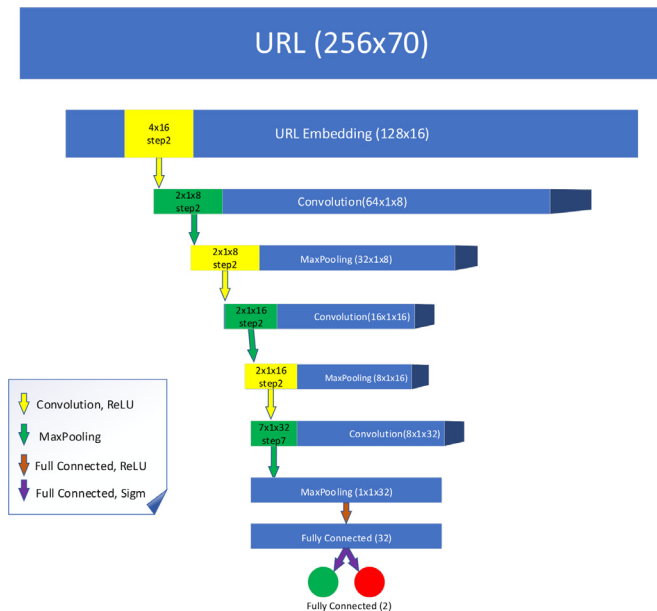 URL (256x70)
4x16
step2
URL Embedding (128x16)
2x1x8
step2
Convolution(64x1x8)
2x1x8
step2
MaxPooling (32x1x8)
2x1x16
step2
Convolution(16x1x16)
2x1x16
step2
MaxPooling (8x1x16)
7x1x32
step7
Convolution(8x1x32)
MaxPooling (1x1x32)
Fully Connected (32)
Fully Connected (2)
Convolution, ReLU
MaxPooling
Full Connected, ReLU
Full Connected, Sigm